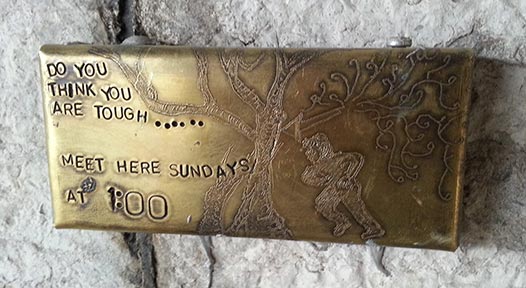 DO YOU
THINK YOU
ARE TOUGH......
MEET HERE SUNDAYS
AT 1:00